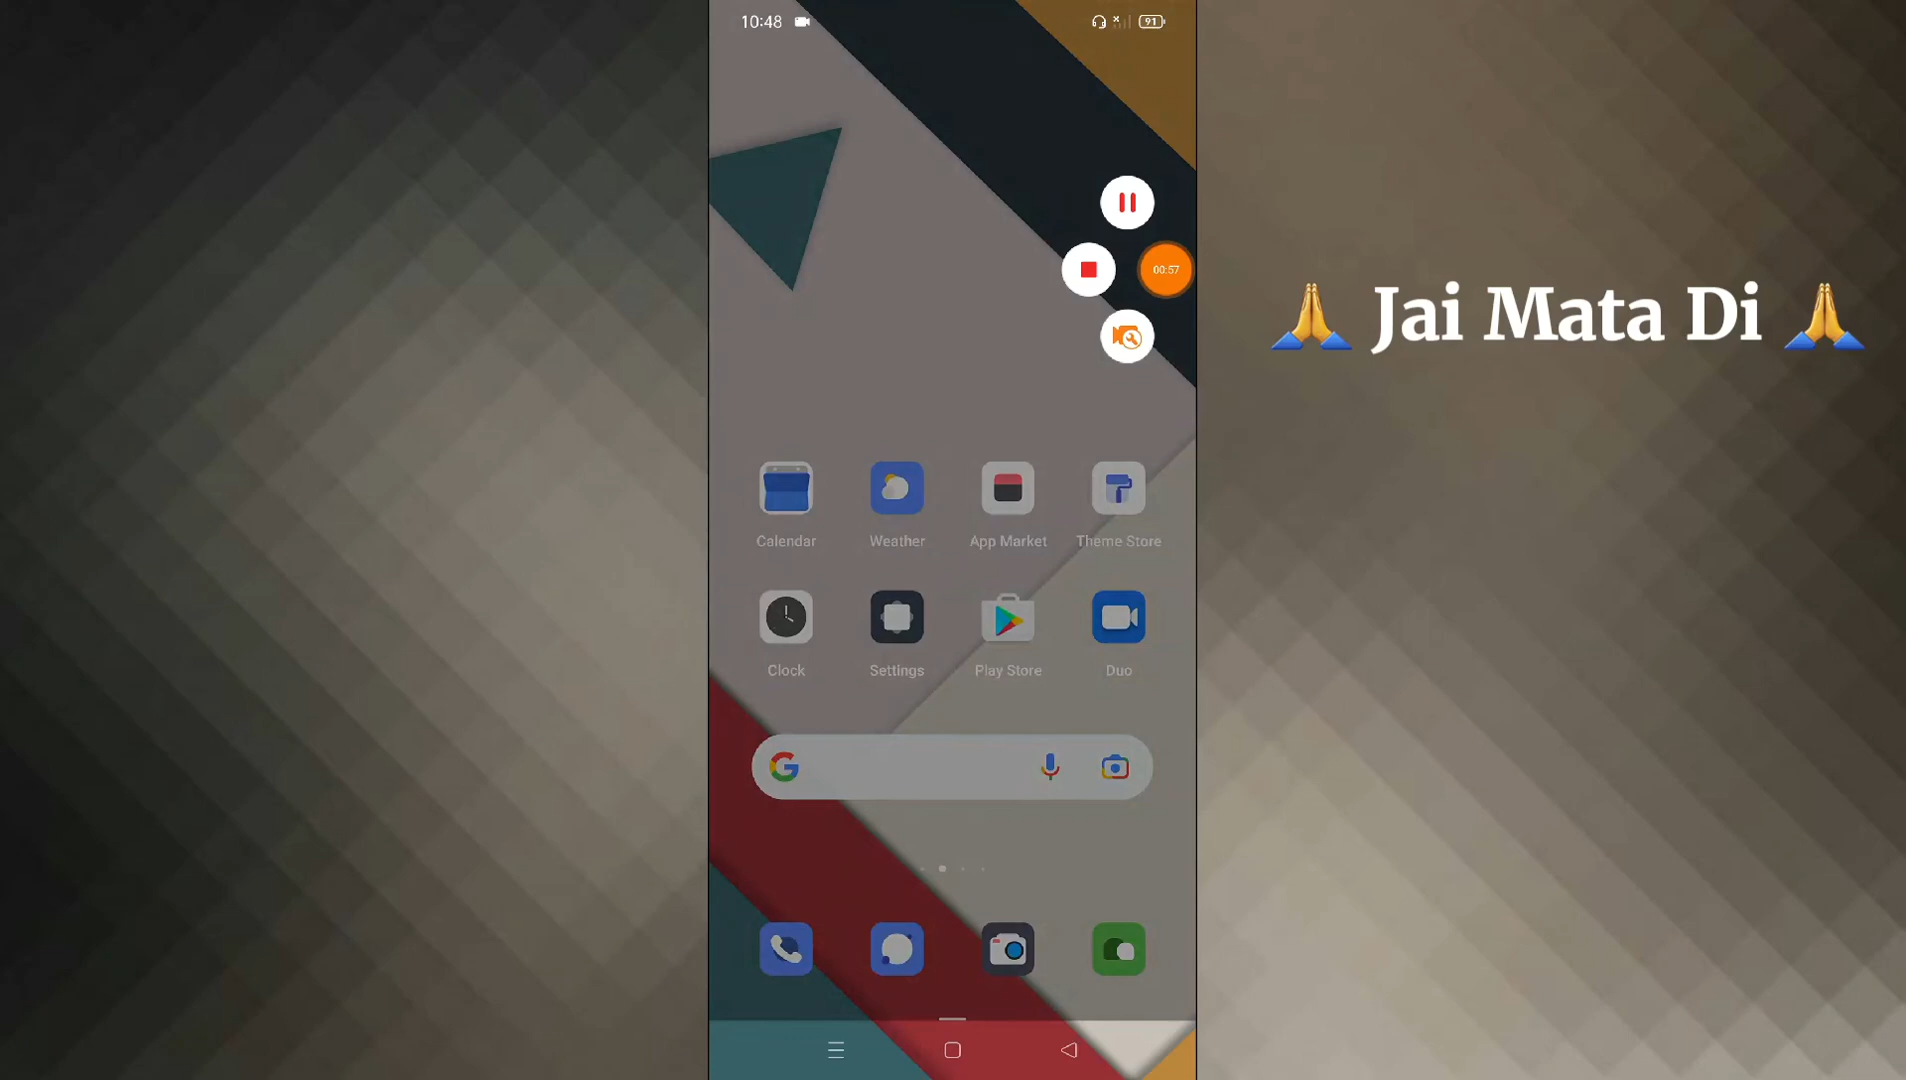 10:48
91
00:57
🙏 Jai Mata Di 🙏
Calendar Weather App Market Theme Store
Clock Settings Play Store Duo